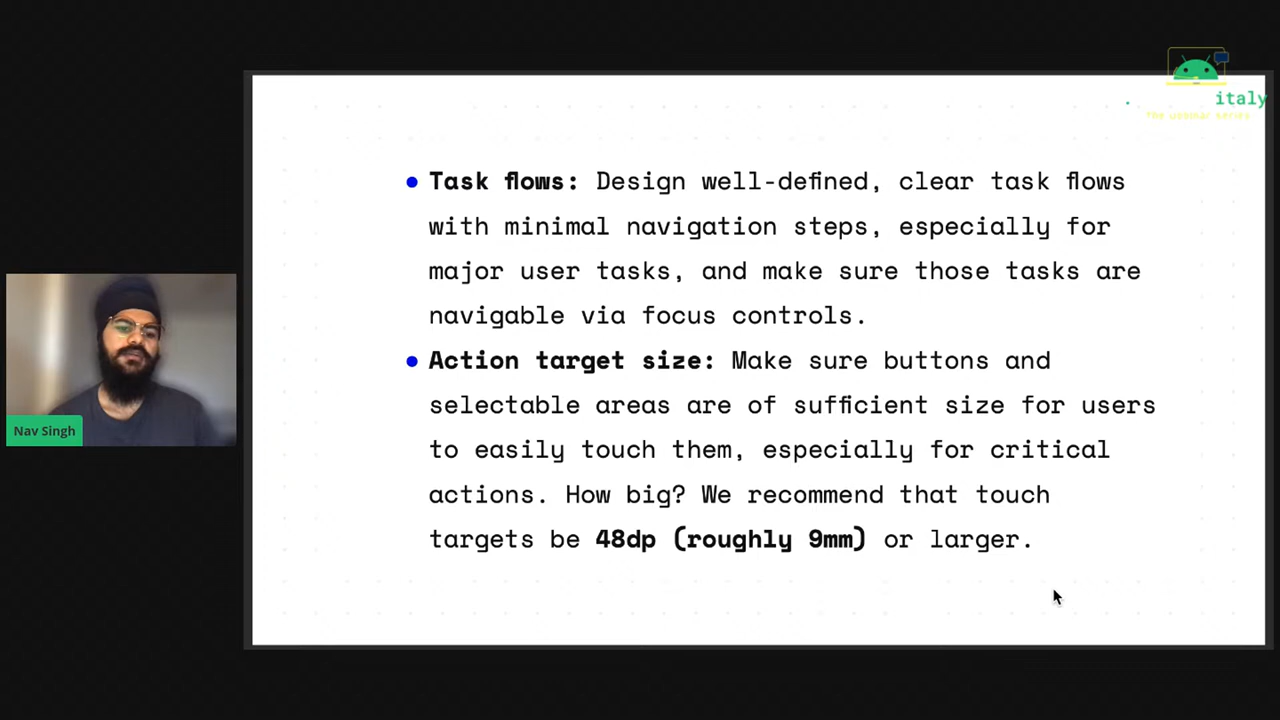 italy
The webinar series
Task flows: Design well-defined, clear task flows
with minimal navigation steps, especially for
major user tasks, and make sure those tasks are
navigable via focus controls.
Action target size: Make sure buttons and
selectable areas are of sufficient size for users
to easily touch them, especially for critical
actions. How big? We recommend that touch
targets be 48dp (roughly 9mm) or larger.
Nav Singh